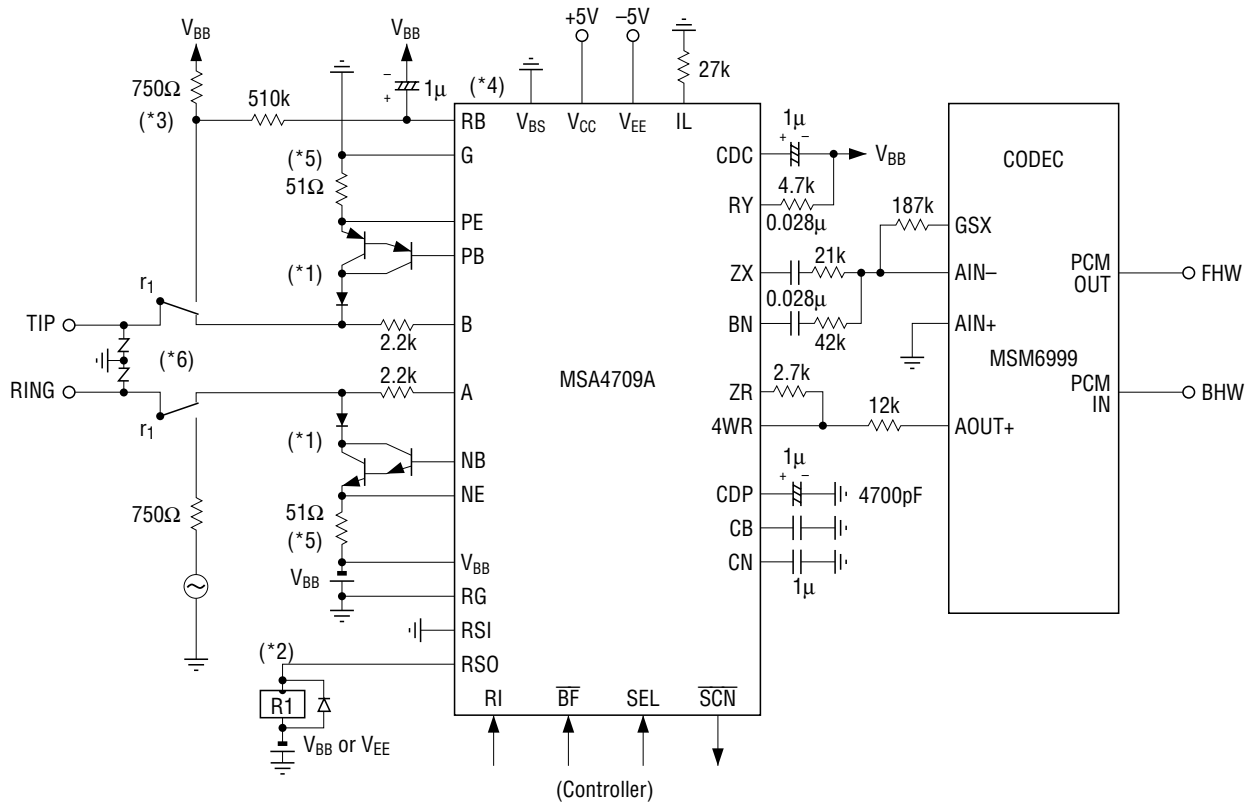 +5V −5V
VBB VBB
750Ω
(*3)
510k
− + 1µ
(*4)
27k
RB VBS VCC VEE IL
1µ
+ −
CDC
VBB
CODEC
(*5)
G
51Ω
RY
4.7k
0.028µ
187k
GSX
PE
PB
(*1)
ZX
21k
AIN–
PCM OUT
FHW
0.028µ
r1
TIP
B
2.2k
BN
42k
AIN+
(*6)
MSA4709A
MSM6999
RING
2.2k
A
ZR
2.7k
PCM IN
BHW
r1
4WR
12k
AOUT+
(*1)
NB
1µ
+ −
NE
CDP
4700pF
750Ω
51Ω
(*5)
CB
VBB
CN
VBB
1µ
RG
RSI
(*2)
RSO
R1
RI BF SEL SCN
VBB or VEE
(Controller)